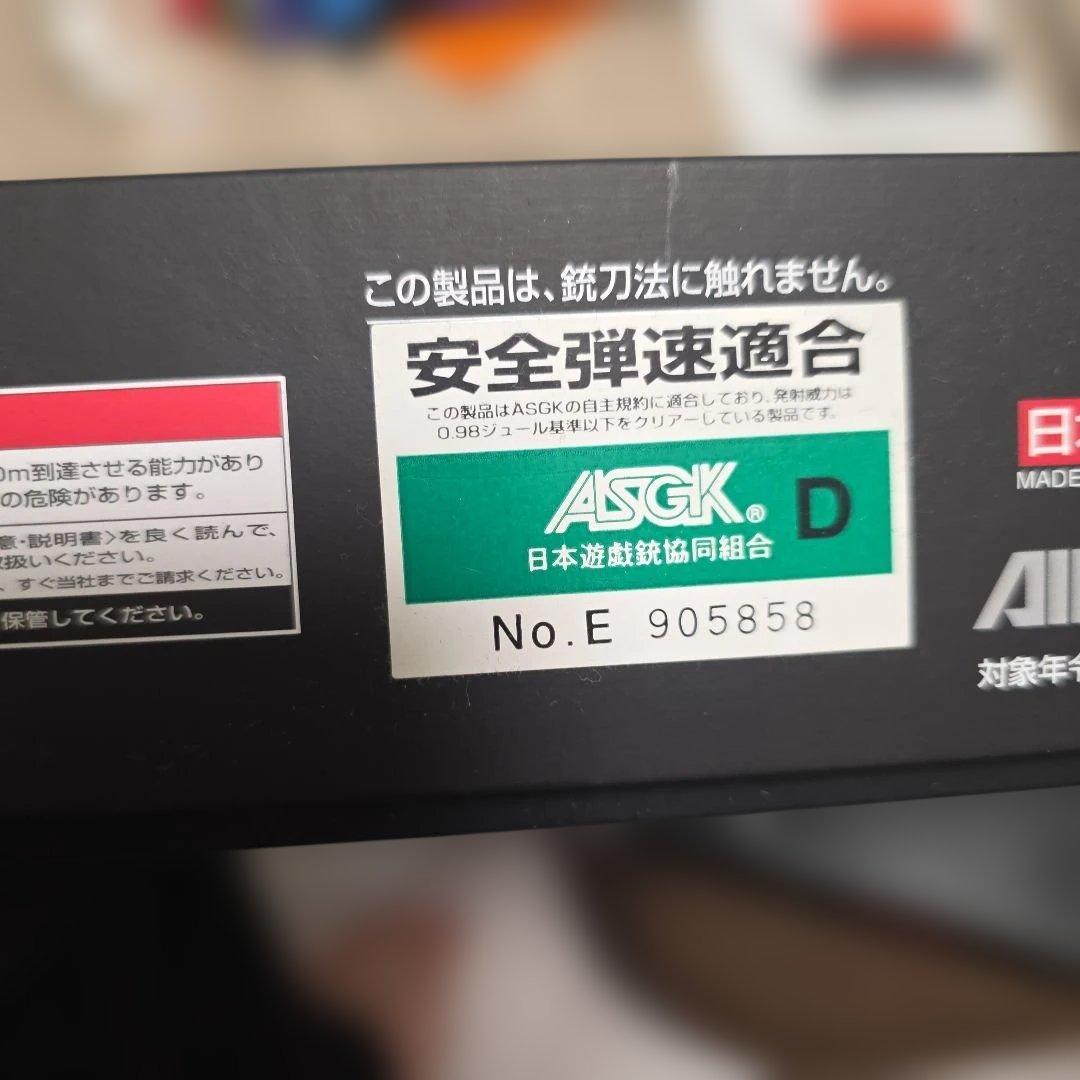 この製品は、銃刀法に触れません。
安全弾速適合
この製品はASGKの自主規約に適合しており、発射威力は
0.98ジュール基準以下をクリアーしている製品です。
ASGK® D
日本遊戯銃協同組合
No.E 905858
0m到達させる能力があり
の危険があります。
意・説明書〉を良く読んで、
取扱いください。
、すぐ当社までご請求ください。
保管してください。
日
MADE
AI
対象年令